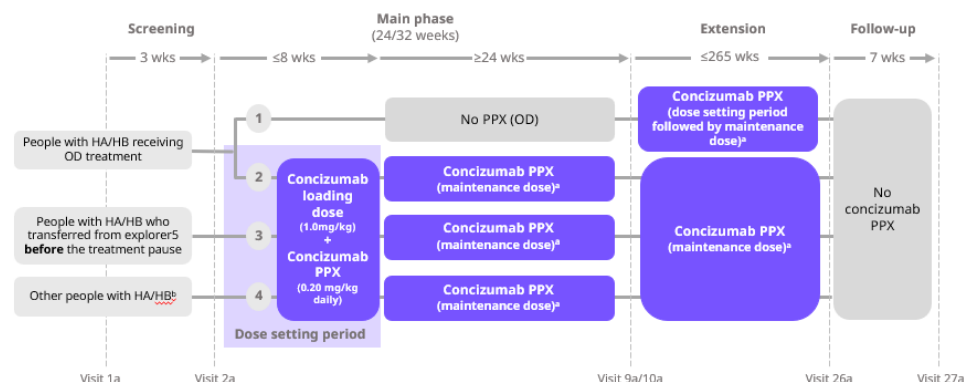 Screening
Main phase
(24/32 weeks)
Extension
Follow-up
3 wks
≤8 wks
≥24 wks
≤265 wks
7 wks
People with HA/HB receiving
OD treatment
1
No PPX (OD)
Concizumab PPX
(dose setting period
followed by maintenance
dose)ᵃ
2
Concizumab
loading
dose
(1.0mg/kg)
+
Concizumab
PPX
(0.20 mg/kg
daily)
Concizumab PPX
(maintenance dose)ᵃ
People with HA/HB who
transferred from explorer5
before the treatment pause
3
Concizumab PPX
(maintenance dose)ᵃ
Concizumab PPX
(maintenance dose)ᵃ
Other people with HA/HBᵇ
4
Concizumab PPX
(maintenance dose)ᵃ
No
concizumab
PPX
Dose setting period
Visit 1a
Visit 2a
Visit 9a/10a
Visit 26a
Visit 27a